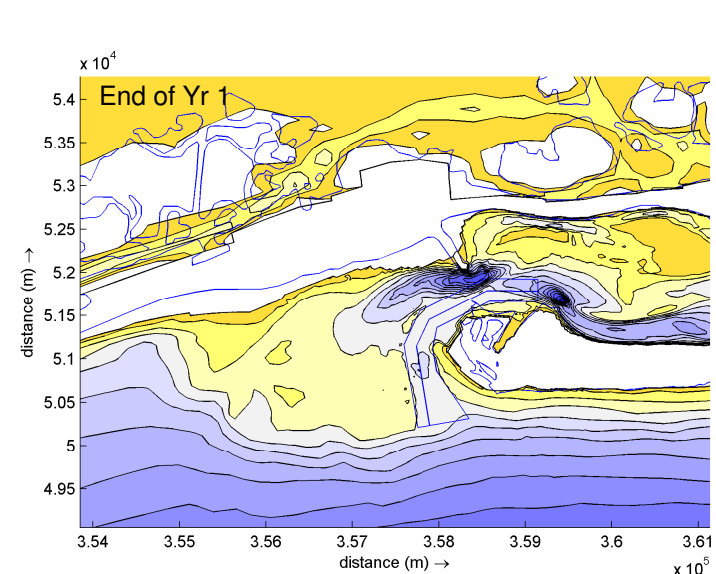 x 10^4
End of Yr 1
5.4
5.35
5.3
5.25
5.2
5.15
5.1
5.05
5
4.95
distance (m) →
3.54 3.55 3.56 3.57 3.58 3.59 3.6 3.61
distance (m) →
x 10^5